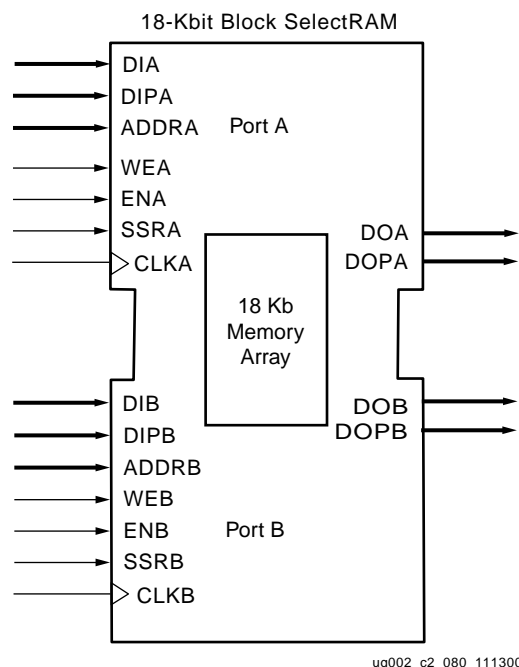 18-Kbit Block SelectRAM
DIA
DIPA
ADDRA
Port A
WEA
ENA
SSRA
CLKA
DOA
DOPA
18 Kb
Memory
Array
DIB
DIPB
ADDRB
WEB
ENB
Port B
SSRB
CLKB
DOB
DOPB
ug002_c2_080_111300